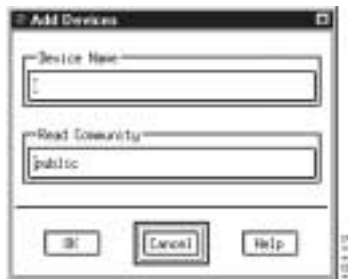 Add Devices
Device Name
Read Community
public
OK
Cancel
Help